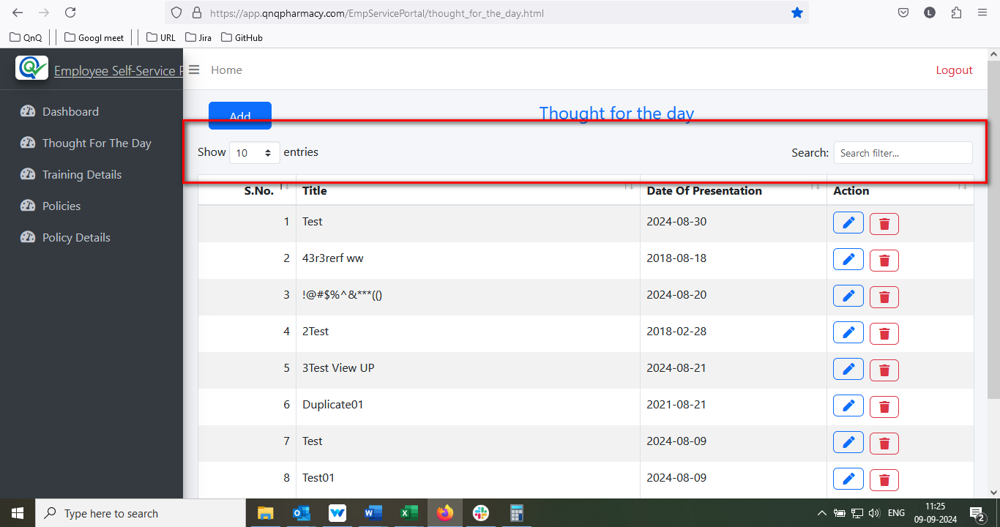 https://app.qnqpharmacy.com/EmpServicePortal/thought_for_the_day.html
L
QnQ Googl meet URL Jira GitHub
Employee Self-Service P
Home
Logout
Dashboard
Thought For The Day
Training Details
Policies
Policy Details
Add
Thought for the day
Show 10 entries
Search: Search filter...
S.No. Title Date Of Presentation Action
1 Test 2024-08-30
2 43r3rerf ww 2018-08-18
3 !@#$%^&***(() 2024-08-20
4 2Test 2018-02-28
5 3Test View UP 2024-08-21
6 Duplicate01 2021-08-21
7 Test 2024-08-09
8 Test01 2024-08-09
Type here to search
ENG
11:25
09-09-2024
2